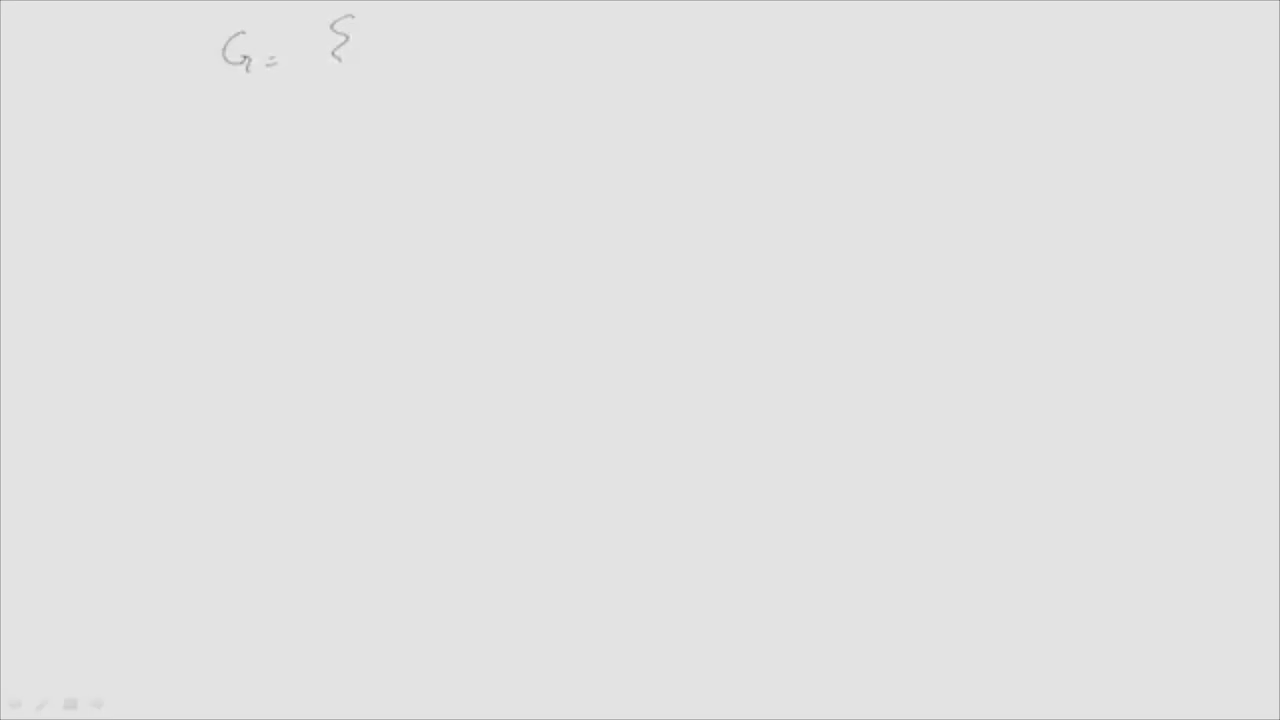 G = {